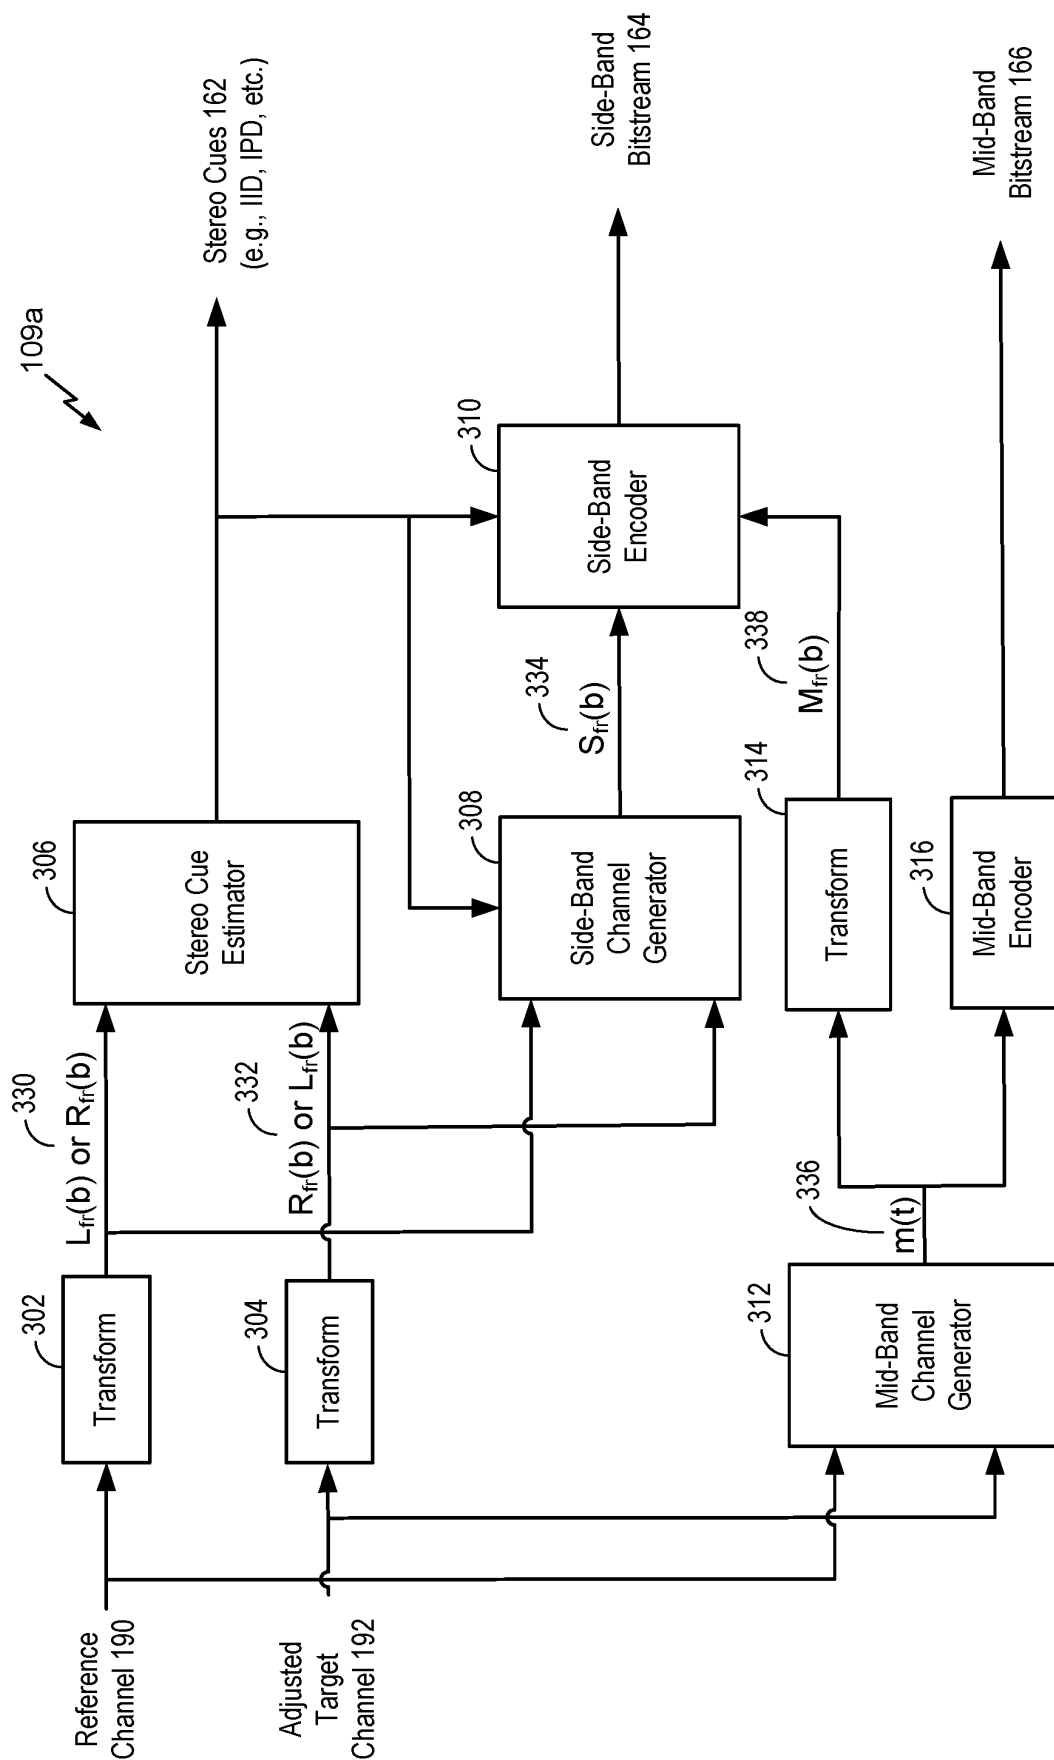 109a
Reference
Channel 190
302
Transform
330
Lfr(b) or Rfr(b)
306
Stereo Cue
Estimator
Stereo Cues 162
(e.g., IID, IPD, etc.)
Adjusted
Target
Channel 192
304
Transform
332
Rfr(b) or Lfr(b)
308
Side-Band
Channel
Generator
334
Sfr(b)
310
Side-Band
Encoder
Side-Band
Bitstream 164
312
Mid-Band
Channel
Generator
336
m(t)
314
Transform
338
Mfr(b)
316
Mid-Band
Encoder
Mid-Band
Bitstream 166